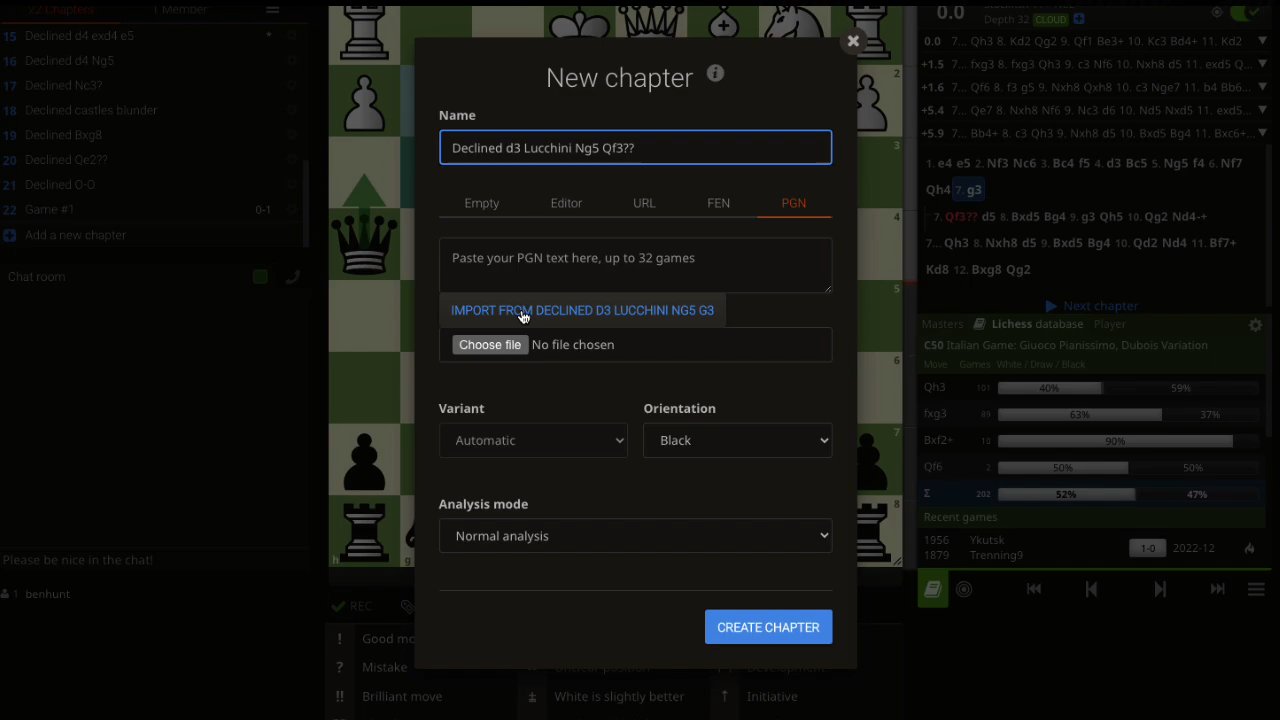 22 Chapters
1 Member
15 Declined d4 exd4 e5 *
16 Declined d4 Ng5
17 Declined Nc3?
18 Declined castles blunder
19 Declined Bxg8
20 Declined Qe2??
21 Declined O-O
22 Game #1 0-1
Add a new chapter
Chat room
Please be nice in the chat!
1 benhunt
New chapter
Name
Declined d3 Lucchini Ng5 Qf3??
Empty Editor URL FEN PGN
Paste your PGN text here, up to 32 games
IMPORT FROM DECLINED D3 LUCCHINI NG5 G3
Choose file No file chosen
Variant Orientation
Automatic Black
Analysis mode
Normal analysis
CREATE CHAPTER
2
3
4
5
6
7
8
h g
REC
! Good mo
? Mistake
!! Brilliant move
± White is slightly better
↑ Initiative
0.0
Depth 32 CLOUD
0.0 7... Qh3 8. Kd2 Qg2 9. Qf1 Be3+ 10. Kc3 Bd4+ 11. Kd2
+1.5 7... fxg3 8. fxg3 Qh3 9. c3 Nf6 10. Nxh8 d5 11. exd5 Q...
+1.6 7... Qf6 8. f3 g5 9. Nxh8 Qxh8 10. c3 Nge7 11. b4 Bb6...
+5.4 7... Qe7 8. Nxh8 Nf6 9. Nc3 d6 10. Nd5 Nxd5 11. exd5...
+5.9 7... Bb4+ 8. c3 Qh3 9. Nxh8 d5 10. Bxd5 Bg4 11. Bxc6+...
1. e4 e5 2. Nf3 Nc6 3. Bc4 f5 4. d3 Bc5 5. Ng5 f4 6. Nf7
Qh4 7. g3
7. Qf3?? d5 8. Bxd5 Bg4 9. g3 Qh5 10. Qg2 Nd4-+
7... Qh3 8. Nxh8 d5 9. Bxd5 Bg4 10. Qd2 Nd4 11. Bf7+
Kd8 12. Bxg8 Qg2
Next chapter
Masters Lichess database Player
C50 Italian Game: Giuoco Pianissimo, Dubois Variation
Move Games White / Draw / Black
Qh3 101 40% 59%
fxg3 89 63% 37%
Bxf2+ 10 90%
Qf6 2 50% 50%
Σ 202 52% 47%
Recent games
1956 Ykutsk
1879 Trenning9
1-0 2022-12